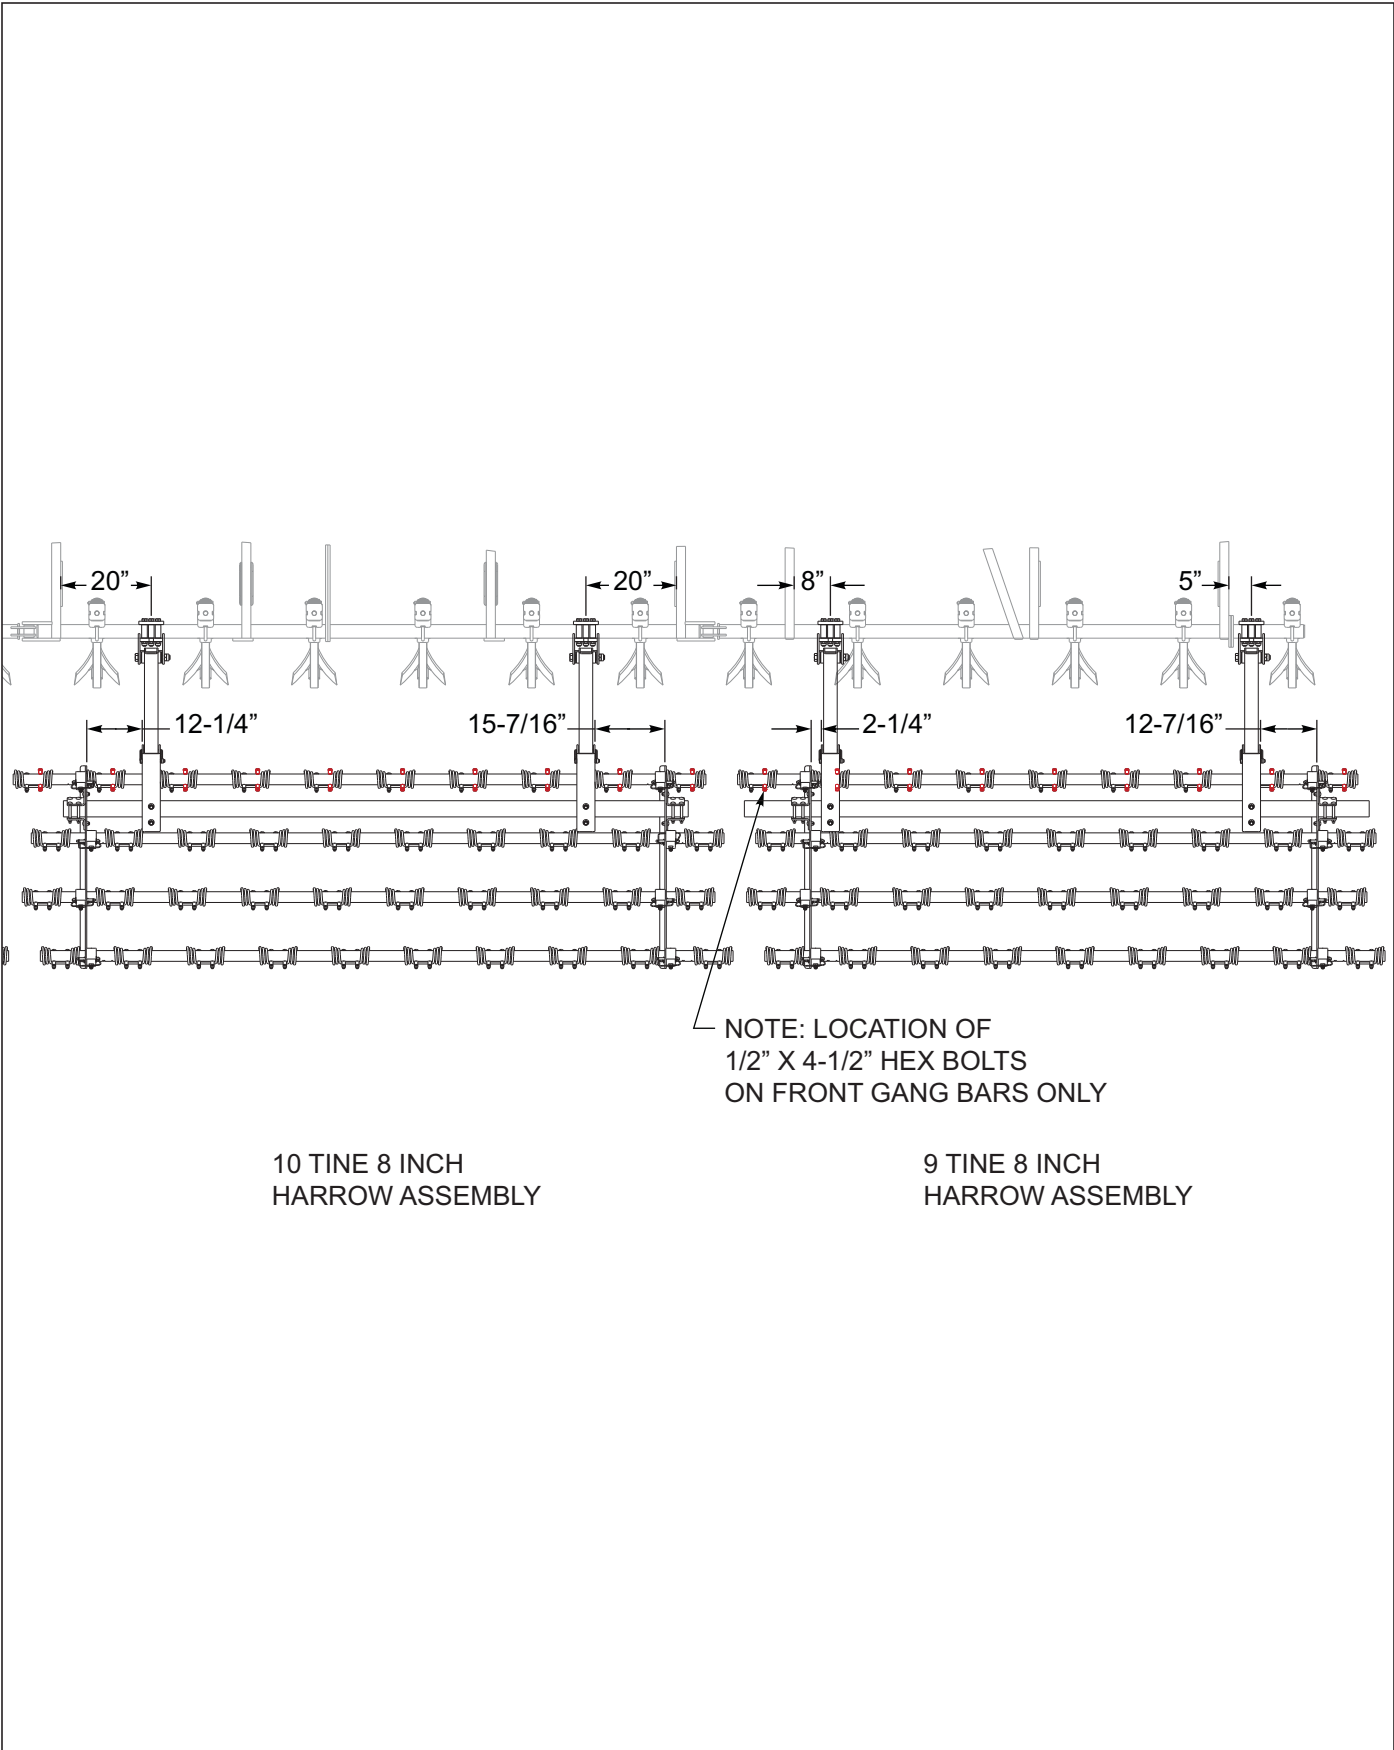 20”
20”
8”
5”
12-1/4”
15-7/16”
2-1/4”
12-7/16”
NOTE: LOCATION OF
1/2” X 4-1/2” HEX BOLTS
ON FRONT GANG BARS ONLY
10 TINE 8 INCH
HARROW ASSEMBLY
9 TINE 8 INCH
HARROW ASSEMBLY